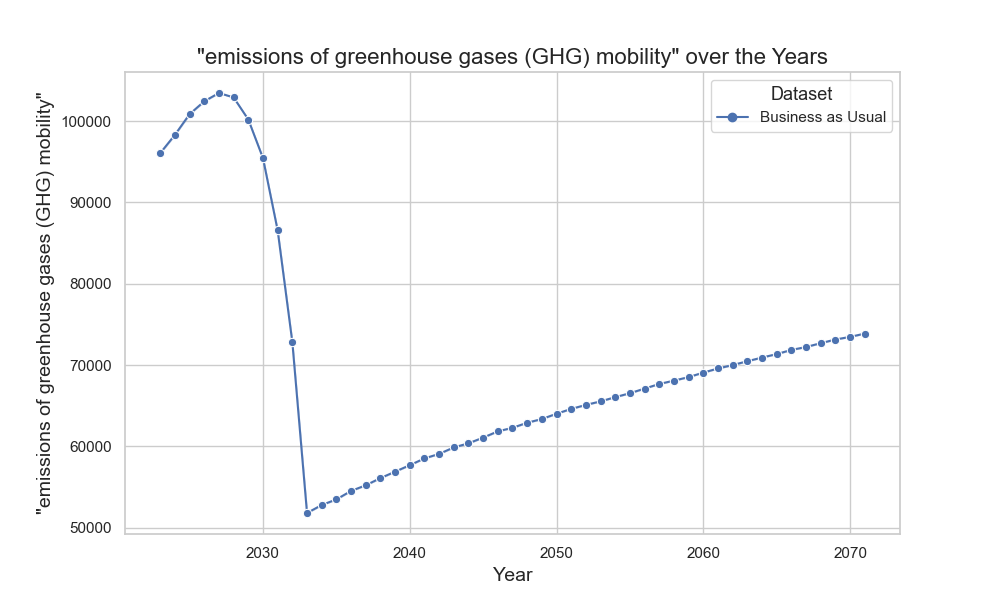 "emissions of greenhouse gases (GHG) mobility" over the Years
Dataset
Business as Usual
"emissions of greenhouse gases (GHG) mobility"
100000
90000
80000
70000
60000
50000
2030
2040
2050
2060
2070
Year